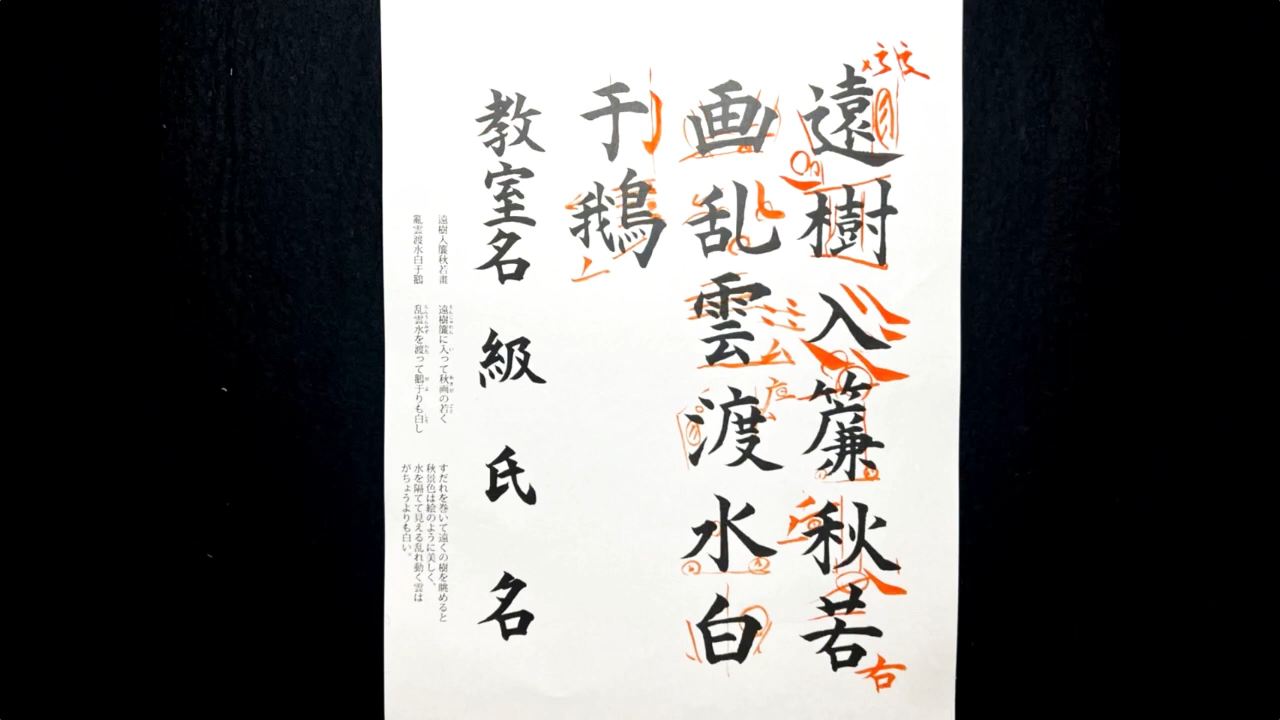 遠樹入簾秋若
画乱雲渡水白
于鵝
教室名 級 氏 名
遠樹入簾秋若畫
亂雲渡水白于鵝
遠樹簾に入って秋画の若く
乱雲水を渡って鵝于りも白し
すだれを巻いて遠くの樹を眺めると
秋景色は絵のように美しく、
水を隔てて見える乱れ動く雲は
がちょうよりも白い。